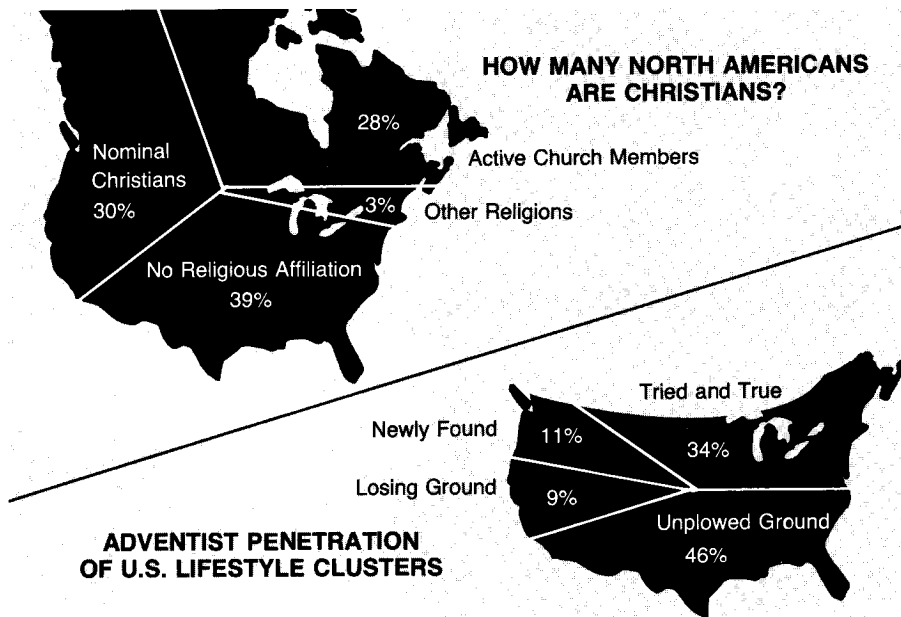 HOW MANY NORTH AMERICANS
ARE CHRISTIANS?
28%
Active Church Members
Nominal
Christians
30%
3%
Other Religions
No Religious Affiliation
39%
Tried and True
34%
Newly Found
11%
Losing Ground
9%
Unplowed Ground
46%
ADVENTIST PENETRATION
OF U.S. LIFESTYLE CLUSTERS